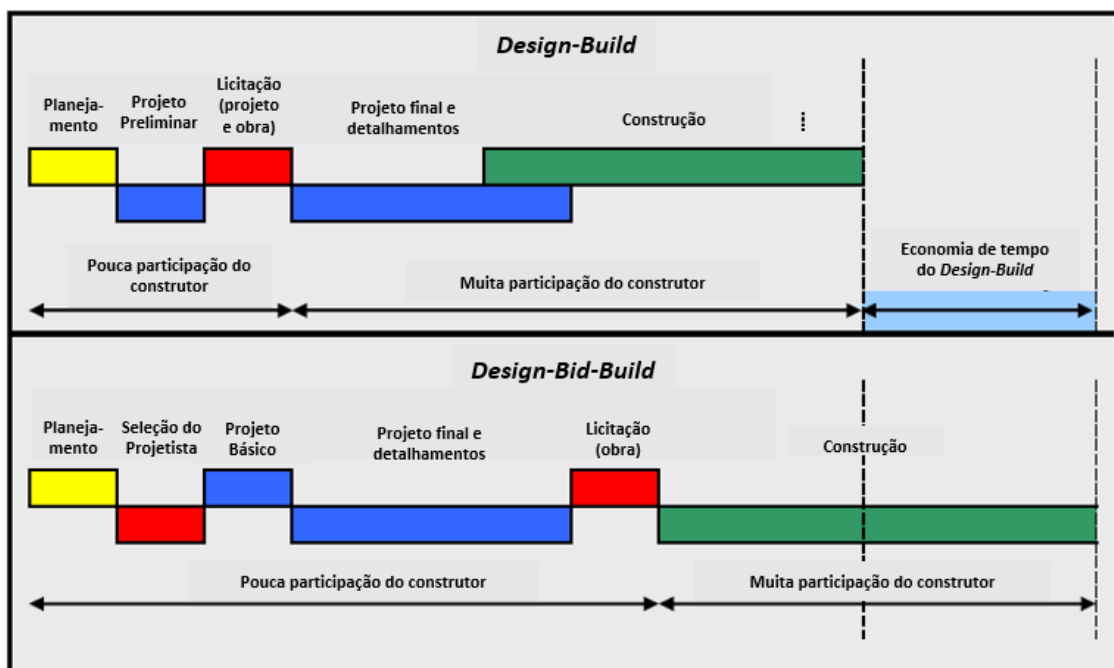 Design-Build
Planeja-
mento
Projeto
Preliminar
Licitação
(projeto
e obra)
Projeto final e
detalhamentos
Construção
Pouca participação do
construtor
Muita participação do construtor
Economia de tempo
do Design-Build
Design-Bid-Build
Planeja-
mento
Seleção do
Projetista
Projeto
Básico
Projeto final e
detalhamentos
Licitação
(obra)
Construção
Pouca participação do construtor
Muita participação do construtor